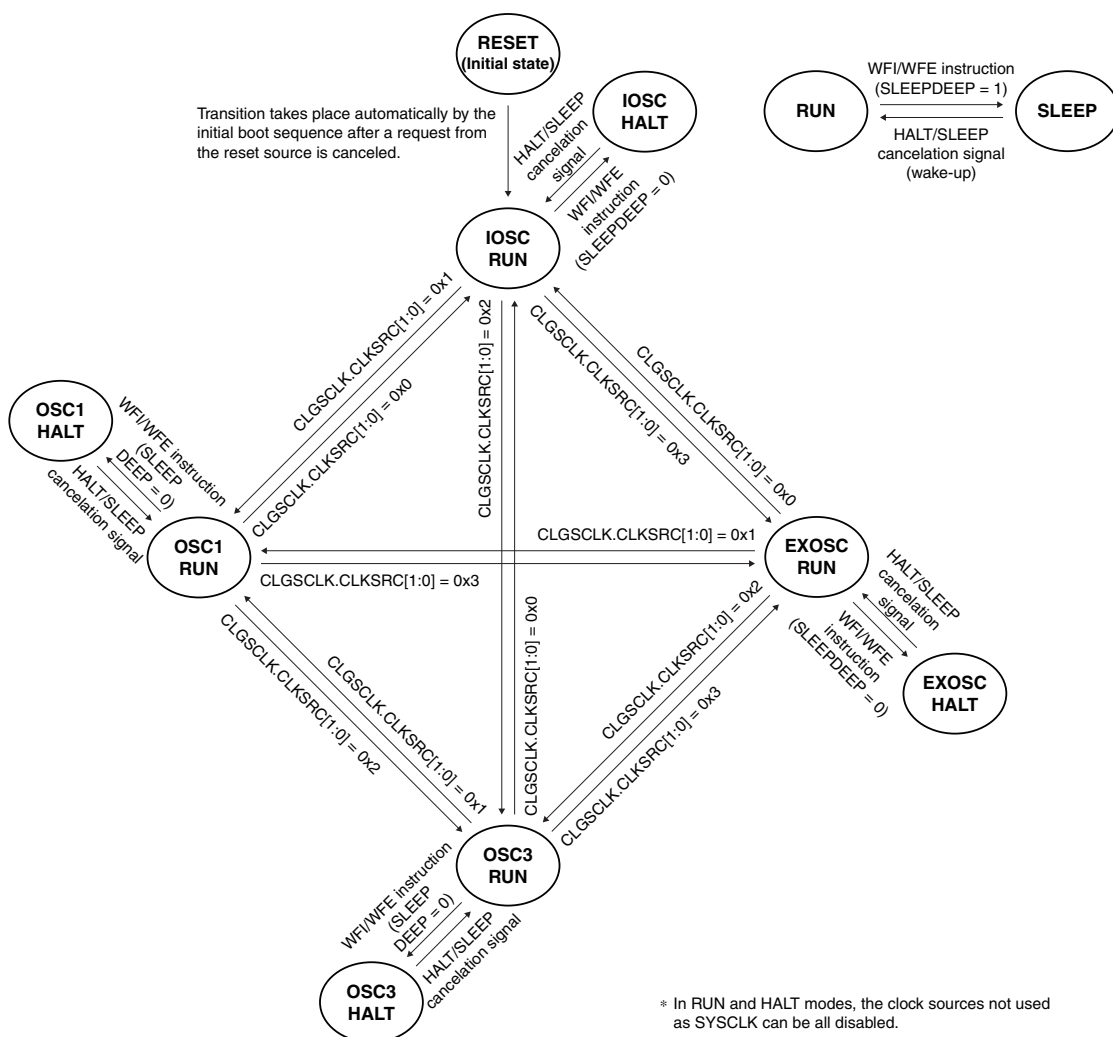 RESET
(Initial state)
Transition takes place automatically by the
initial boot sequence after a request from
the reset source is canceled.
IOSC
HALT
HALT/SLEEP
cancelation
signal
WFI/WFE
instruction
(SLEEPDEEP = 0)
WFI/WFE instruction
(SLEEPDEEP = 1)
RUN
SLEEP
HALT/SLEEP
cancelation signal
(wake-up)
IOSC
RUN
CLGSCLK.CLKSRC[1:0] = 0x1
CLGSCLK.CLKSRC[1:0] = 0x0
CLGSCLK.CLKSRC[1:0] = 0x2
CLGSCLK.CLKSRC[1:0] = 0x0
CLGSCLK.CLKSRC[1:0] = 0x3
CLGSCLK.CLKSRC[1:0] = 0x0
OSC1
HALT
WFI/WFE instruction
(SLEEP
DEEP = 0)
HALT/SLEEP
cancelation signal
OSC1
RUN
CLGSCLK.CLKSRC[1:0] = 0x1
CLGSCLK.CLKSRC[1:0] = 0x3
EXOSC
RUN
HALT/SLEEP
cancelation
signal
WFI/WFE
instruction
(SLEEPDEEP = 0)
EXOSC
HALT
CLGSCLK.CLKSRC[1:0] = 0x2
CLGSCLK.CLKSRC[1:0] = 0x1
CLGSCLK.CLKSRC[1:0] = 0x2
CLGSCLK.CLKSRC[1:0] = 0x3
OSC3
RUN
WFI/WFE instruction
(SLEEP
DEEP = 0)
HALT/SLEEP
cancelation signal
OSC3
HALT
* In RUN and HALT modes, the clock sources not used
as SYSCLK can be all disabled.